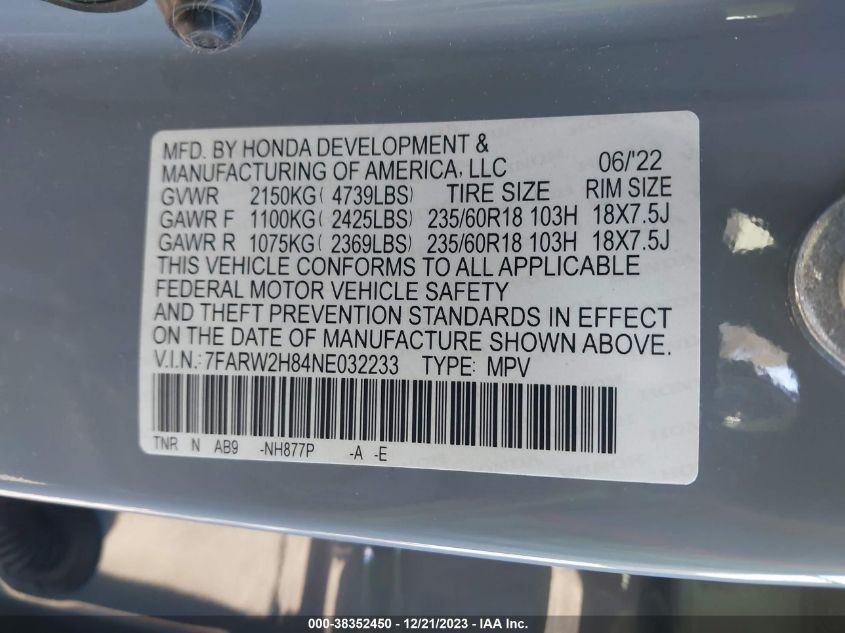 MFD. BY HONDA DEVELOPMENT &
MANUFACTURING OF AMERICA, LLC 06/'22
GVWR 2150KG( 4739LBS) TIRE SIZE RIM SIZE
GAWR F 1100KG( 2425LBS) 235/60R18 103H 18X7.5J
GAWR R 1075KG( 2369LBS) 235/60R18 103H 18X7.5J
THIS VEHICLE CONFORMS TO ALL APPLICABLE
FEDERAL MOTOR VEHICLE SAFETY
AND THEFT PREVENTION STANDARDS IN EFFECT
ON THE DATE OF MANUFACTURE SHOWN ABOVE.
V.I.N.: 7FARW2H84NE032233 TYPE: MPV
TNR N AB9 -NH877P -A -E
000-38352450 - 12/21/2023 - IAA Inc.